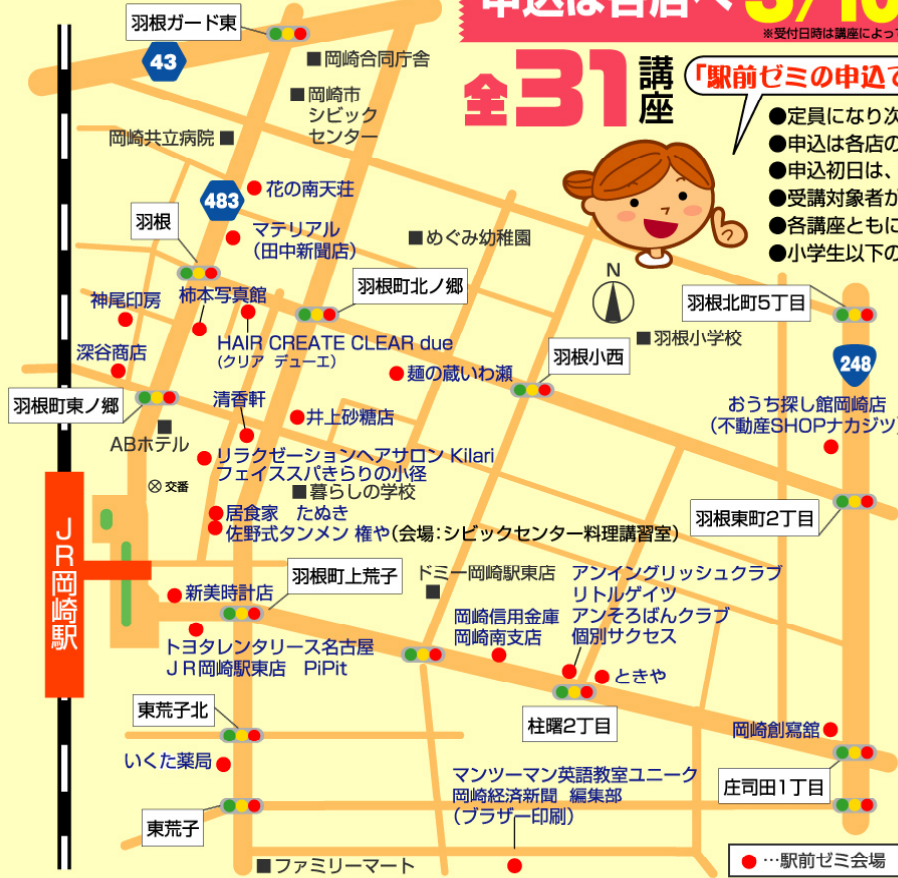 申込は各店へ 5/10
※受付日時は講座によって
全31講座
「駅前ゼミの申込て
●定員になり次
●申込は各店の
●申込初日は、
●受講対象者が
●各講座ともに
●小学生以下の
羽根ガード東
43
岡崎合同庁舎
岡崎市
シビック
センター
岡崎共立病院
483
花の南天荘
羽根
マテリアル
(田中新聞店)
めぐみ幼稚園
N
神尾印房
柿本写真館
羽根町北ノ郷
羽根北町5丁目
HAIR CREATE CLEAR due
(クリア デューエ)
羽根小学校
深谷商店
麺の蔵いわ瀬
羽根小西
248
羽根町東ノ郷
清香軒
井上砂糖店
おうち探し館岡崎店
(不動産SHOPナカジツ)
ABホテル
リラクゼーションヘアサロン Kilari
フェイススパきらりの小径
交番
暮らしの学校
居食家 たぬき
佐野式タンメン 権や(会場:シビックセンター料理講習室)
羽根東町2丁目
JR岡崎駅
新美時計店
羽根町上荒子
ドミー岡崎駅東店
アンイングリッシュクラブ
リトルゲイツ
アンそろばんクラブ
個別サクセス
岡崎信用金庫
岡崎南支店
トヨタレンタリース名古屋
JR岡崎駅東店 PiPit
ときや
東荒子北
柱曙2丁目
岡崎創寫舘
いくた薬局
マンツーマン英語教室ユニーク
岡崎経済新聞 編集部
(ブラザー印刷)
庄司田1丁目
東荒子
ファミリーマート
●…駅前ゼミ会場